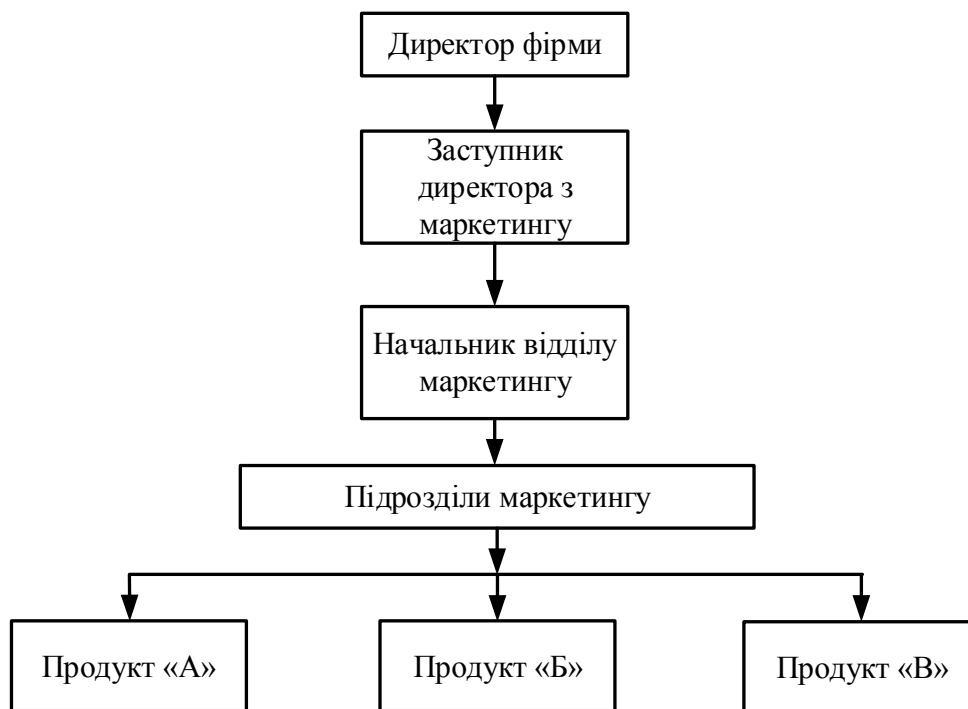 Директор фірми
Заступник
директора з
маркетингу
Начальник відділу
маркетингу
Підрозділи маркетингу
Продукт «А»
Продукт «Б»
Продукт «В»